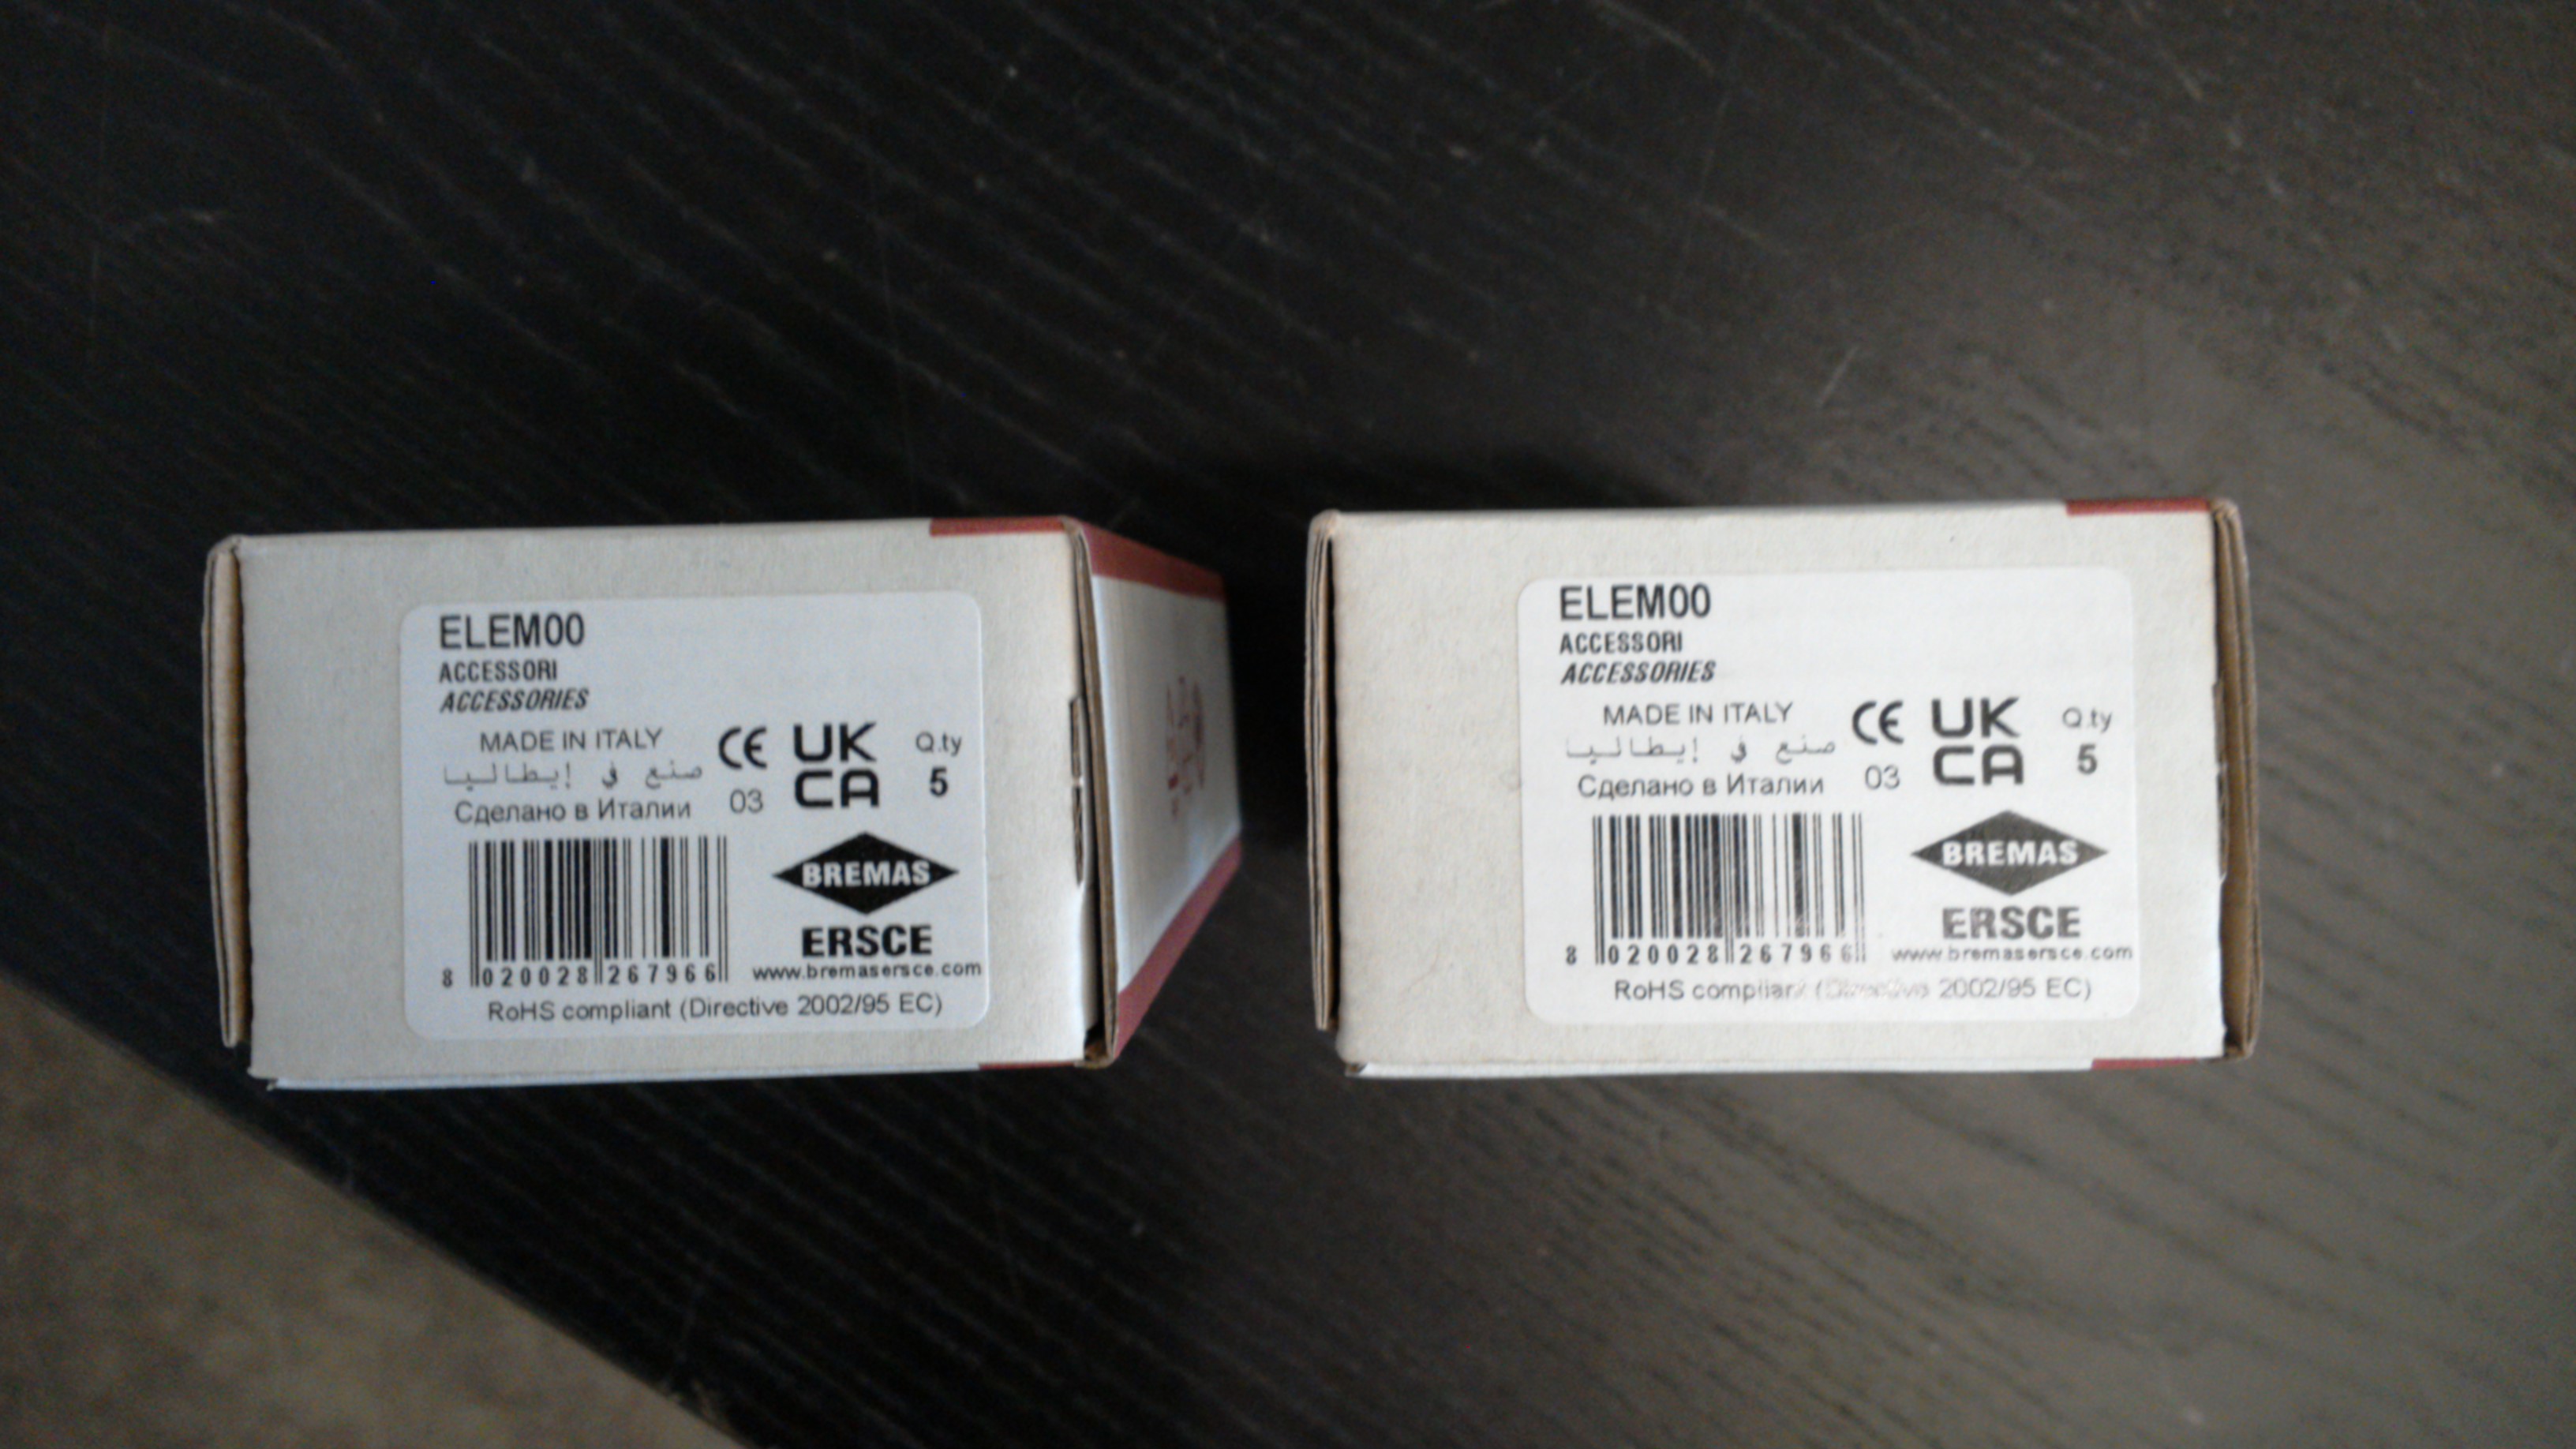 ELEM00
ACCESSORI
ACCESSORIES
MADE IN ITALY
صنع في إيطاليا
Сделано в Италии
CE
03
UK
CA
Q.ty
5
BREMAS
ERSCE
8 020028 267966
www.bremasersce.com
RoHS compliant (Directive 2002/95 EC)
ELEM00
ACCESSORI
ACCESSORIES
MADE IN ITALY
صنع في إيطاليا
Сделано в Италии
CE
03
UK
CA
Q.ty
5
BREMAS
ERSCE
8 020028 267966
www.bremasersce.com
RoHS compliant (Directive 2002/95 EC)